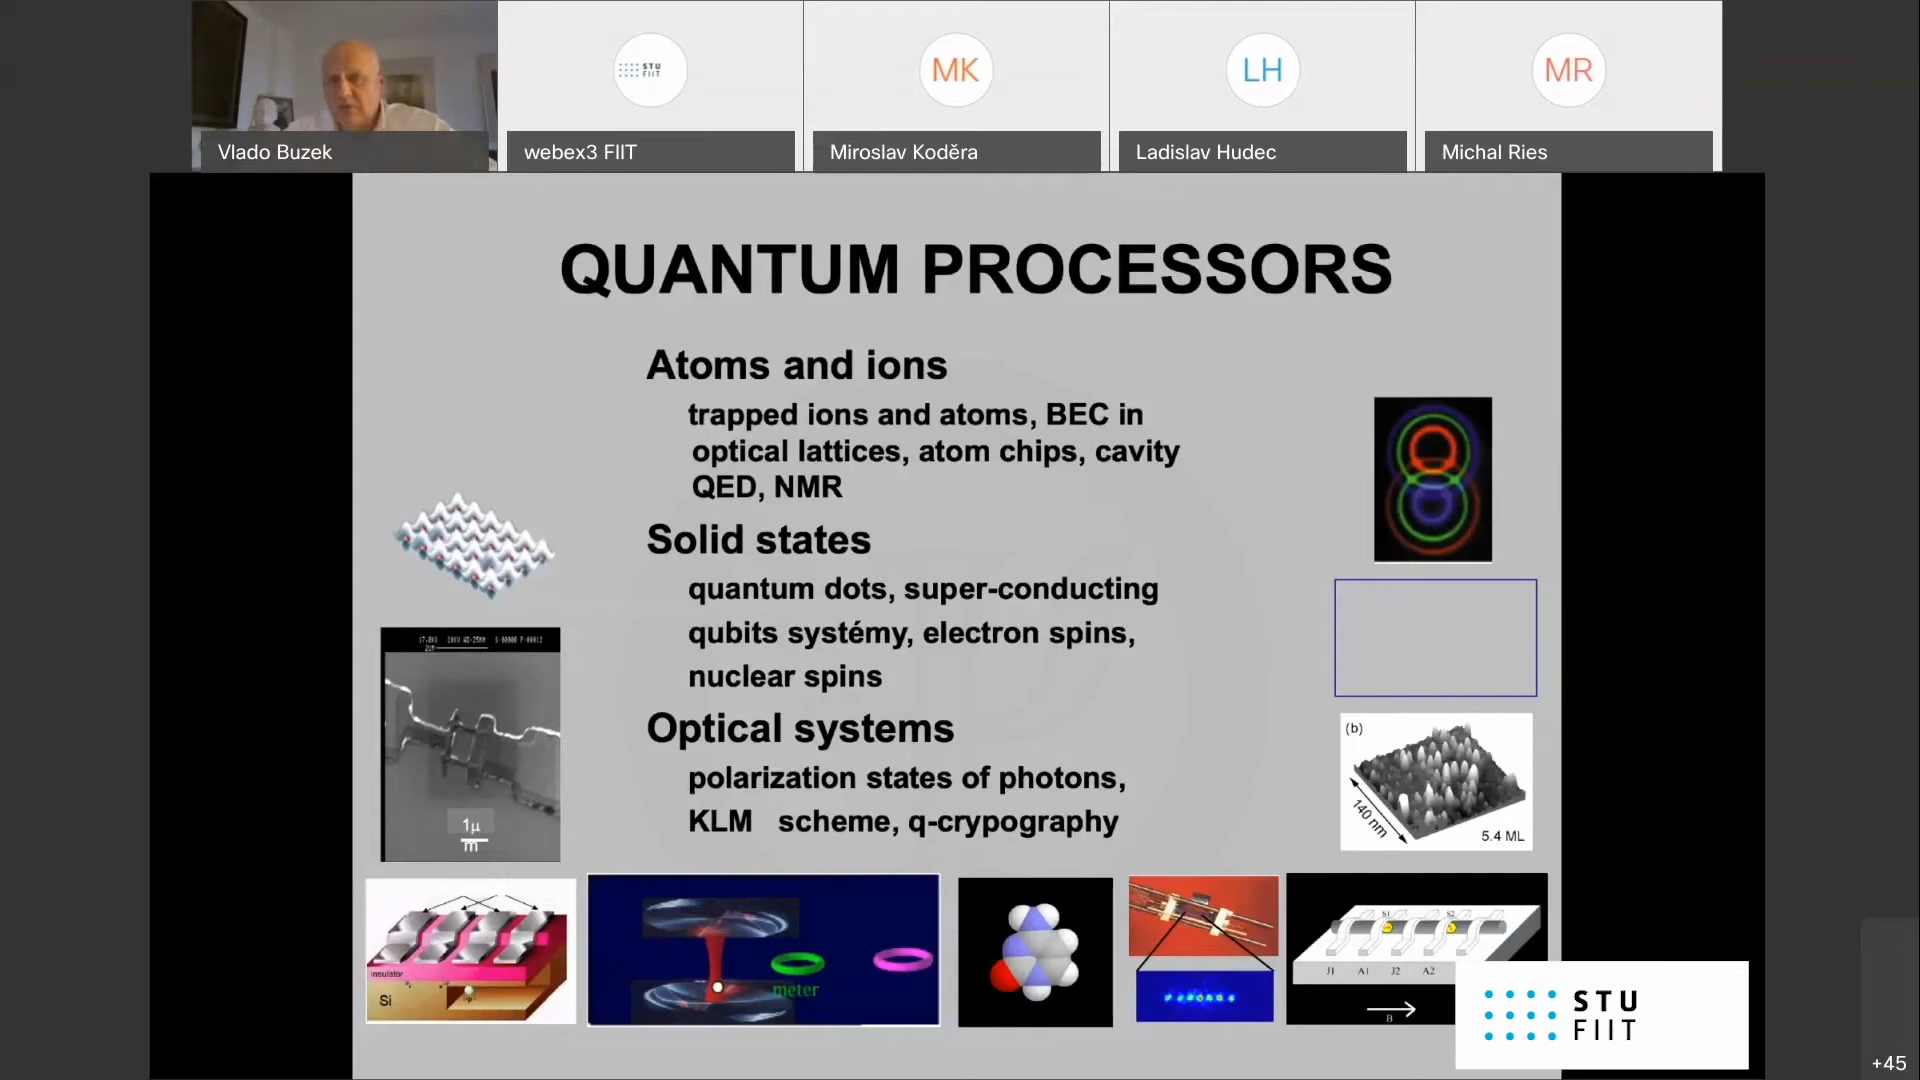 Vlado Buzek
STU
FIIT
webex3 FIIT
MK
Miroslav Koděra
LH
Ladislav Hudec
MR
Michal Ries
QUANTUM PROCESSORS
Atoms and ions
trapped ions and atoms, BEC in
optical lattices, atom chips, cavity
QED, NMR
Solid states
quantum dots, super-conducting
qubits systémy, electron spins,
nuclear spins
Optical systems
polarization states of photons,
KLM scheme, q-crypography
1µ
m
(b)
140 nm
5.4 ML
insulator
Si
meter
S1
S2
J1 A1 J2 A2
B
STU
FIIT
+45